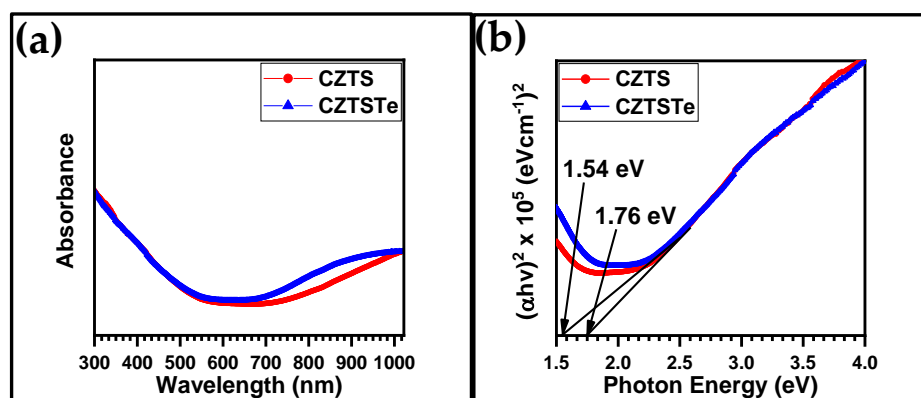 (a)
CZTS
CZTSTe
Absorbance
300 400 500 600 700 800 900 1000
Wavelength (nm)
(b)
CZTS
CZTSTe
1.54 eV
1.76 eV
(αhν)² x 10⁵ (eVcm⁻¹)²
1.5 2.0 2.5 3.0 3.5 4.0
Photon Energy (eV)